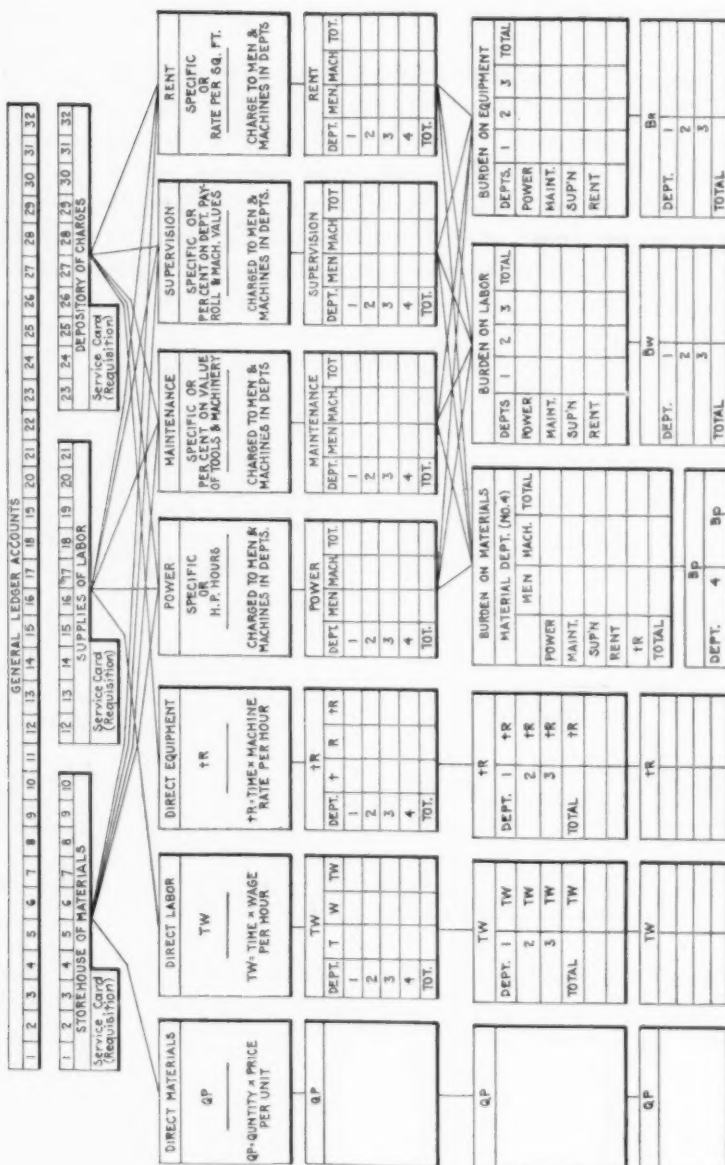 GENERAL LEDGER ACCOUNTS
1 2 3 4 5 6 7 8 9 10 11 12 13 14 15 16 17 18 19 20 21 22 23 24 25 26 27 28 29 30 31 32
1 2 3 4 5 6 7 8 9 10
STOREHOUSE OF MATERIALS
Service Card
(Requisition)
12 13 14 15 16 17 18 19 20 21
SUPPLIES OF LABOR
Service Card
(Requisition)
23 24 25 26 27 28 29 30 31 32
DEPOSITORY OF CHARGES
Service Card
(Requisition)
DIRECT MATERIALS
QP
QP=QUNTITY × PRICE
PER UNIT
DIRECT LABOR
TW
TW=TIME × WAGE
PER HOUR
DIRECT EQUIPMENT
tR
tR=TIME × MACHINE
RATE PER HOUR
POWER
SPECIFIC
OR
H.P. HOURS
CHARGED TO MEN &
MACHINES IN DEPTS.
MAINTENANCE
SPECIFIC OR
PER CENT ON VALUE
OF TOOLS & MACHINERY
CHARGED TO MEN &
MACHINES IN DEPTS
SUPERVISION
SPECIFIC OR
PER CENT ON DEPT. PAY-
ROLL & MACH. VALUES
CHARGED TO MEN &
MACHINES IN DEPTS.
RENT
SPECIFIC
OR
RATE PER SQ. FT.
CHARGE TO MEN &
MACHINES IN DEPTS
QP
TW
DEPT. T W TW
1
2
3
4
TOT.
tR
DEPT. t R tR
1
2
3
4
TOT.
POWER
DEPT. MEN MACH. TOT.
1
2
3
4
TOT.
MAINTENANCE
DEPT. MEN MACH. TOT
1
2
3
4
TOT.
SUPERVISION
DEPT. MEN MACH TOT
1
2
3
4
TOT.
RENT
DEPT. MEN. MACH TOT.
1
2
3
4
TOT.
QP
TW
DEPT. 1 TW
2 TW
3 TW
TOTAL TW
tR
DEPT. 1 tR
2 tR
3 tR
TOTAL tR
BURDEN ON MATERIALS
MATERIAL DEPT. (NO.4)
MEN MACH. TOTAL
POWER
MAINT.
SUP'N
RENT
tR
TOTAL
BURDEN ON LABOR
DEPTS 1 2 3 TOTAL
POWER
MAINT.
SUP'N
RENT
BURDEN ON EQUIPMENT
DEPTS. 1 2 3 TOTAL
POWER
MAINT.
SUP'N
RENT
QP
TW
tR
Bp
DEPT. 4 Bp
Bw
DEPT. 1
2
3
TOTAL
BR
DEPT. 1
2
3
TOTAL